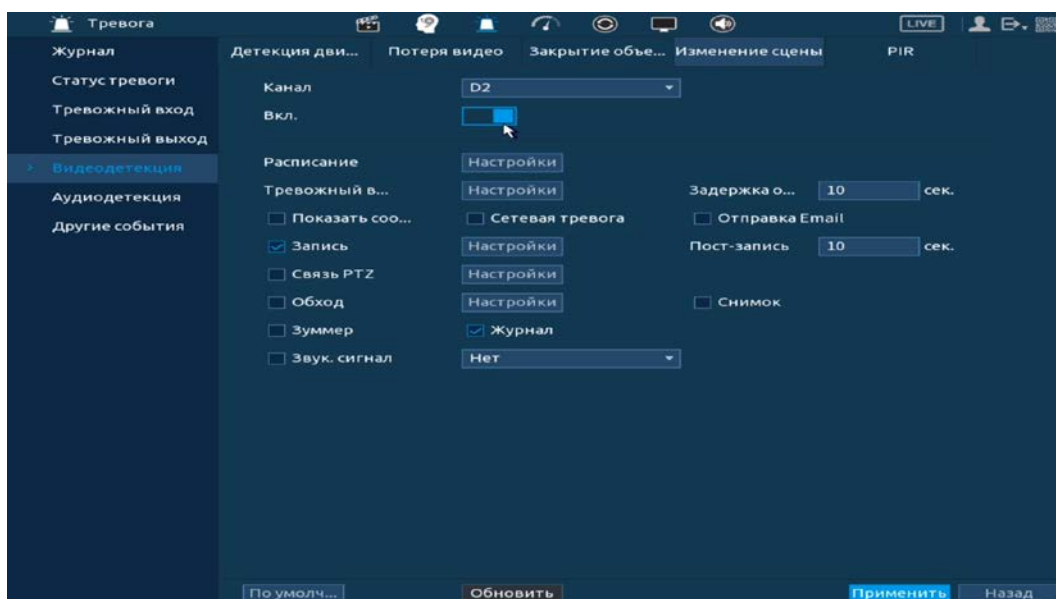 Тревога LIVE
Журнал
Статус тревоги
Тревожный вход
Тревожный выход
Видеодетекция
Аудиодетекция
Другие события
Детекция дви... Потеря видео Закрытие объе... Изменение сцены PIR
Канал D2
Вкл.
Расписание Настройки
Тревожный в... Настройки Задержка о... 10 сек.
Показать соо... Сетевая тревога Отправка Email
Запись Настройки Пост-запись 10 сек.
Связь PTZ Настройки
Обход Настройки Снимок
Зуммер Журнал
Звук. сигнал Нет
По умолч... Обновить Применить Назад